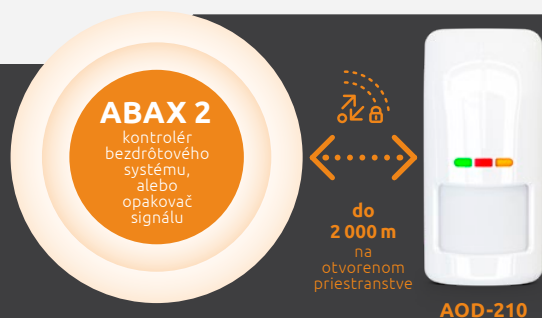 ABAX 2
kontrolér
bezdrôtového
systému,
alebo
opakovač
signálu
do
2 000 m
na
otvorenom
priestranstve
AOD-210